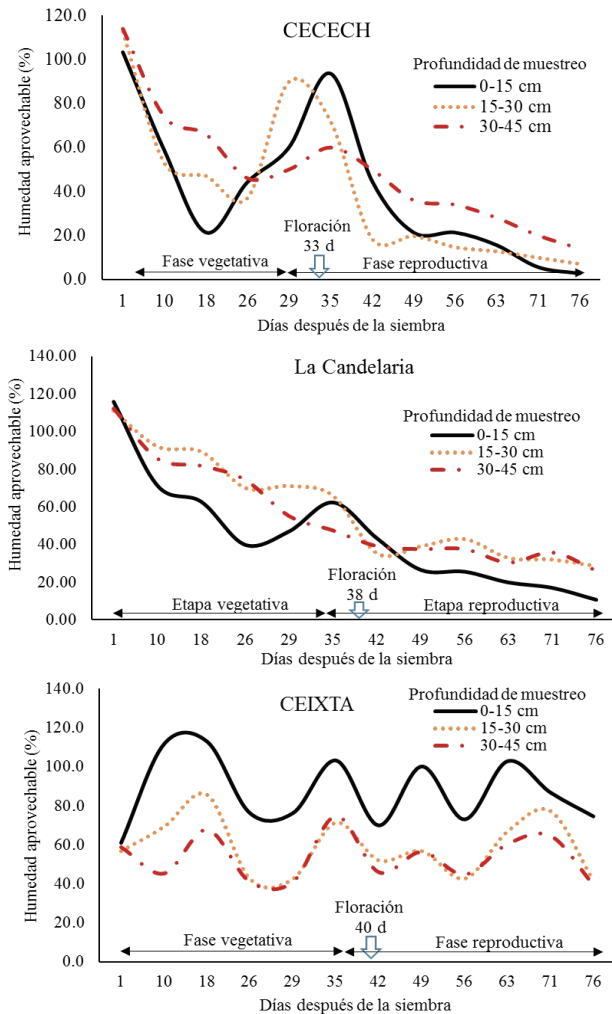 CECECH
Humedad aprovechable (%)
120.0
100.0
80.0
60.0
40.0
20.0
0.0
Profundidad de muestreo
0-15 cm
15-30 cm
30-45 cm
Floración
33 d
Fase vegetativa
Fase reproductiva
1 10 18 26 29 35 42 49 56 63 71 76
Días después de la siembra
La Candelaria
Humedad aprovechable (%)
140.00
120.00
100.00
80.00
60.00
40.00
20.00
0.00
Profundidad de muestreo
0-15 cm
15-30 cm
30-45 cm
Floración
38 d
Etapa vegetativa
Etapa reproductiva
1 10 18 26 29 35 42 49 56 63 71 76
Días después de la siembra
CEIXTA
Humedad aprovechable (%)
140.0
120.0
100.0
80.0
60.0
40.0
20.0
0.0
Profundidad de muestreo
0-15 cm
15-30 cm
30-45 cm
Floración
40 d
Fase vegetativa
Fase reproductiva
1 10 18 26 29 35 42 49 56 63 71 76
Días después de la siembra